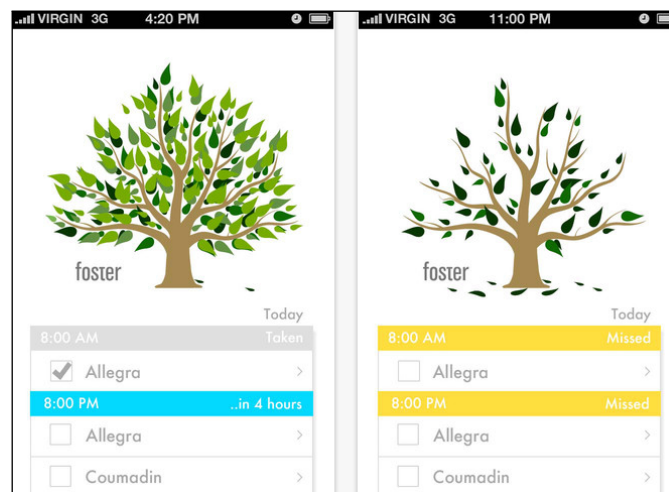 VIRGIN 3G 4:20 PM
foster
Today
8:00 AM Taken
Allegra
8:00 PM ..in 4 hours
Allegra
Coumadin
VIRGIN 3G 11:00 PM
foster
Today
8:00 AM Missed
Allegra
8:00 PM Missed
Allegra
Coumadin